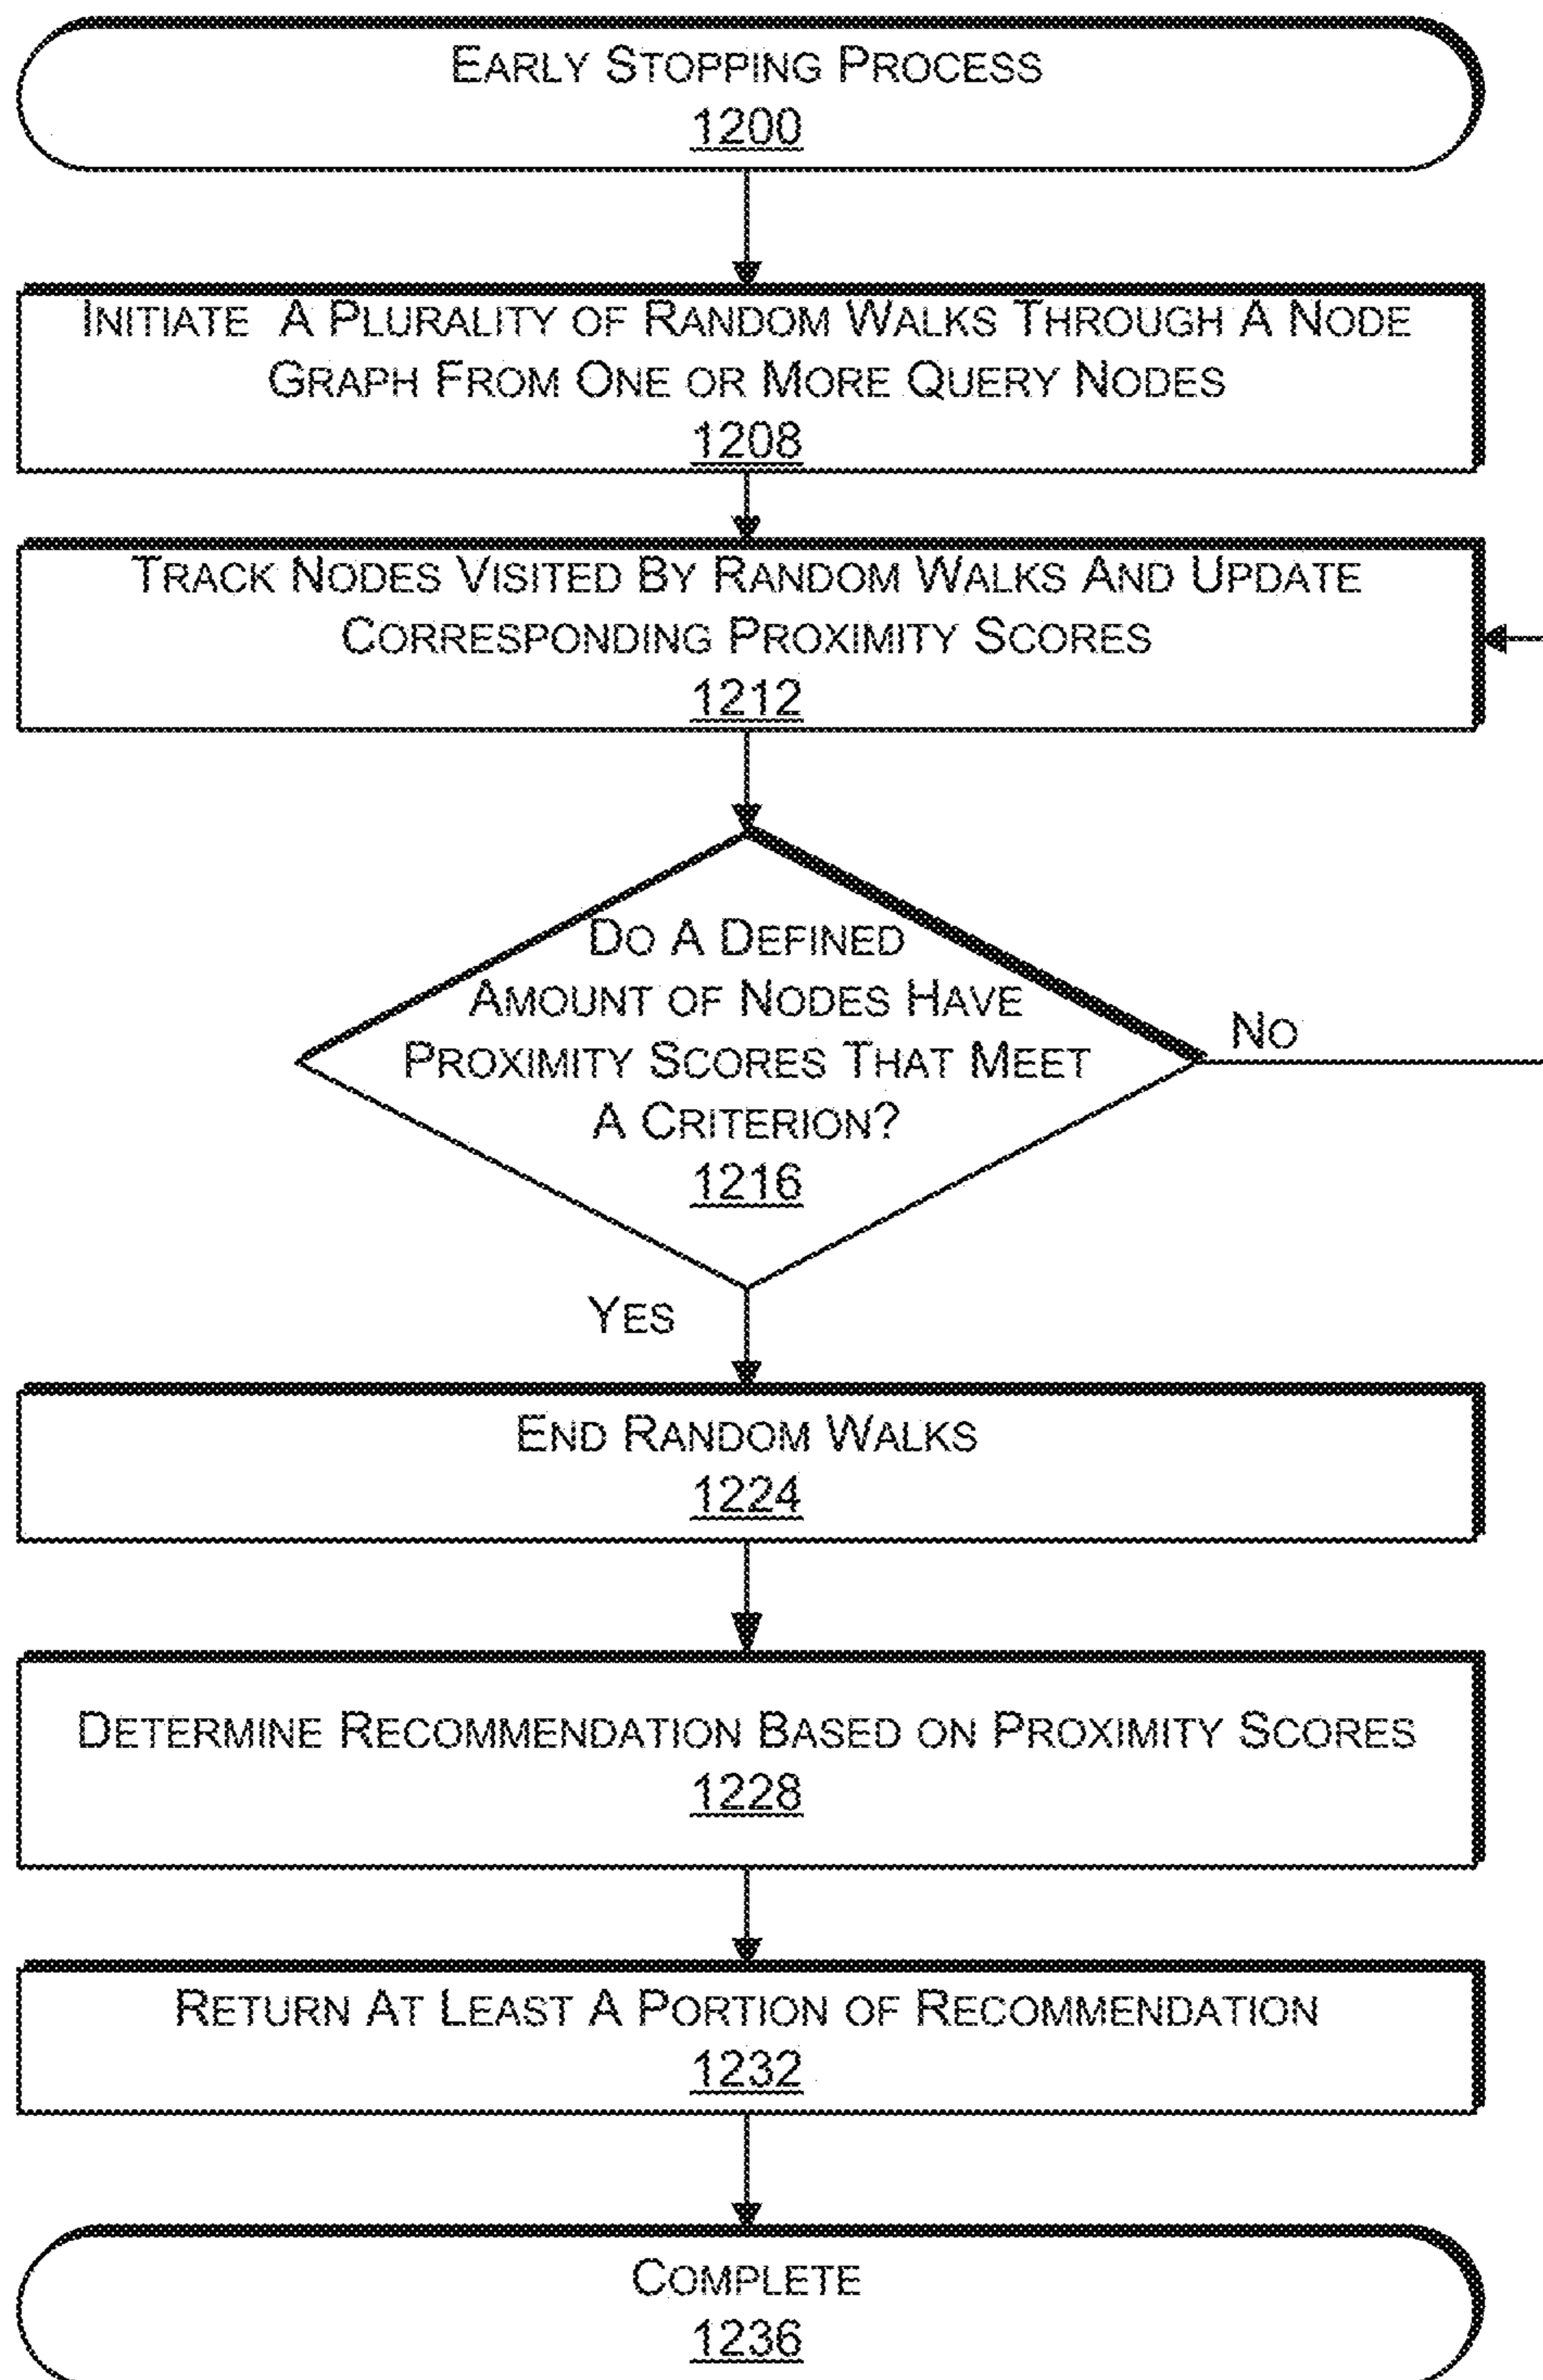 EARLY STOPPING PROCESS
1200
INITIATE A PLURALITY OF RANDOM WALKS THROUGH A NODE
GRAPH FROM ONE OR MORE QUERY NODES
1208
TRACK NODES VISITED BY RANDOM WALKS AND UPDATE
CORRESPONDING PROXIMITY SCORES
1212
DO A DEFINED
AMOUNT OF NODES HAVE
PROXIMITY SCORES THAT MEET
A CRITERION?
1216
NO
YES
END RANDOM WALKS
1224
DETERMINE RECOMMENDATION BASED ON PROXIMITY SCORES
1228
RETURN AT LEAST A PORTION OF RECOMMENDATION
1232
COMPLETE
1236